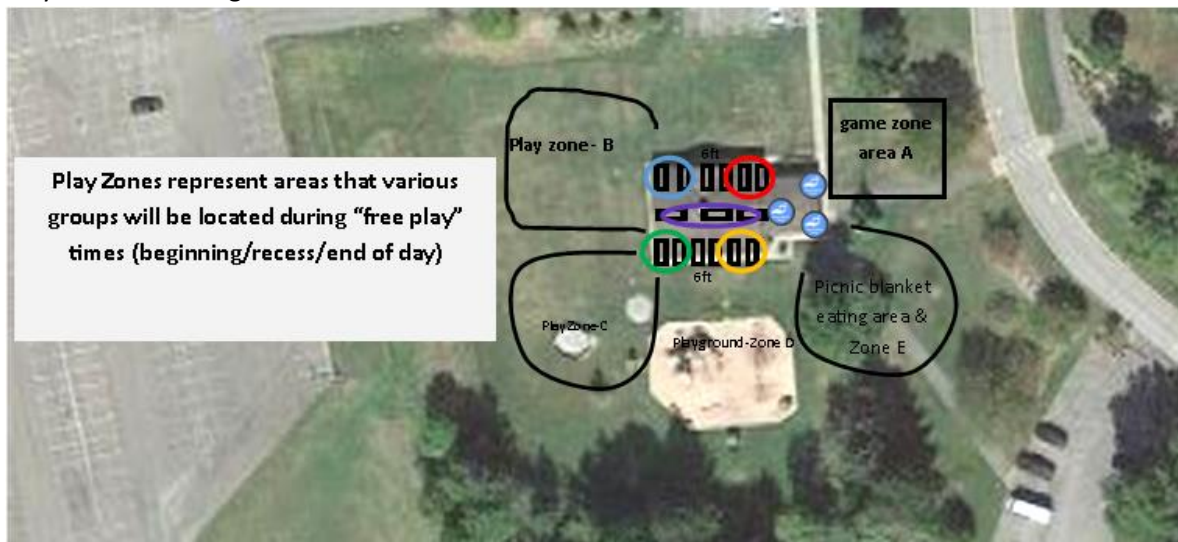 Play Zones represent areas that various
groups will be located during “free play”
times (beginning/recess/end of day)
Play zone- B
6ft
game zone
area A
6ft
PlayZone-C
Playground-Zone D
Picnic blanket
eating area &
Zone E